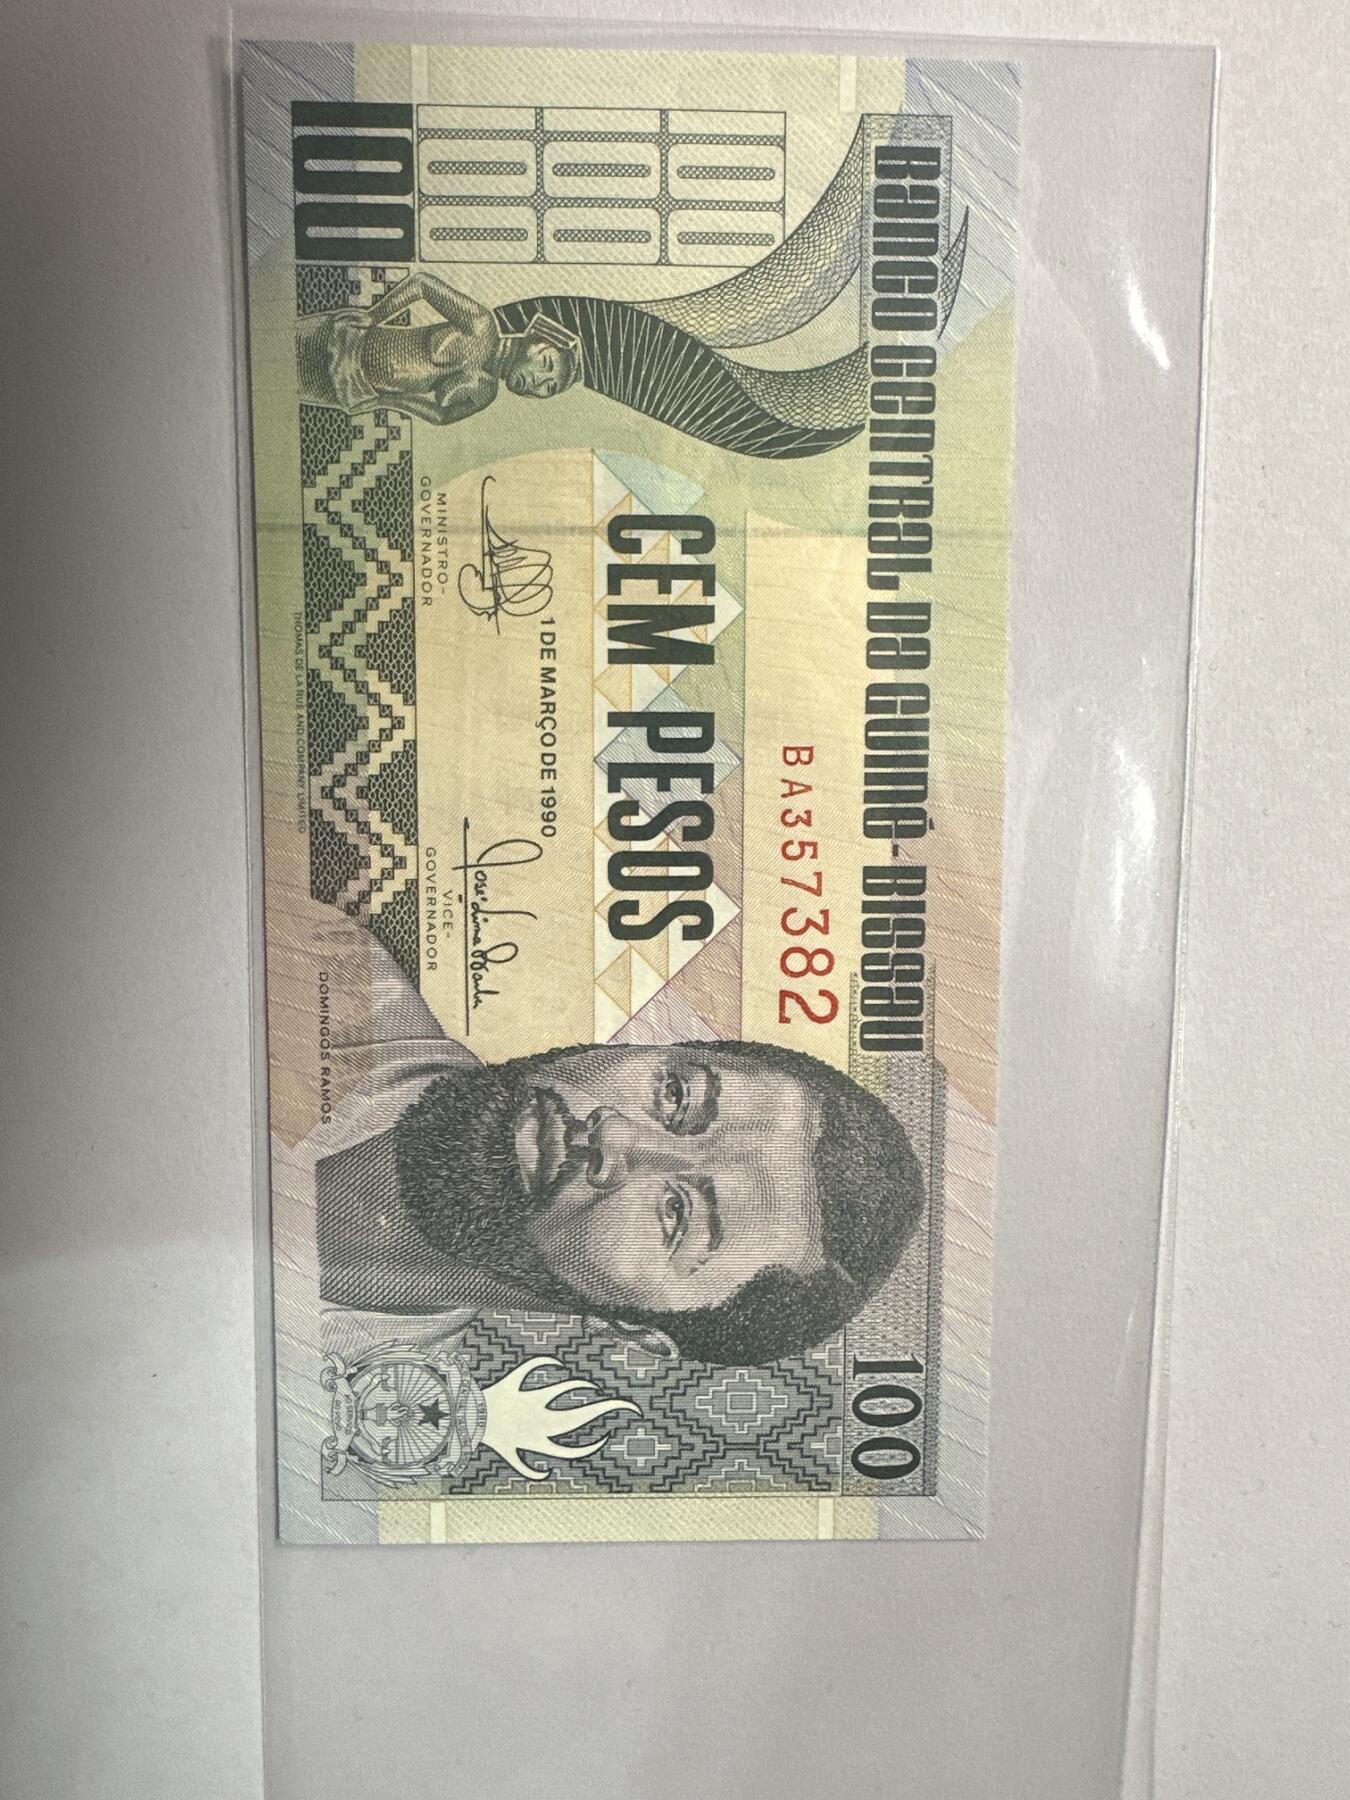 BANCO CENTRAL DA GUINÉ-BISSAU
100
BA357382
CEM PESOS
1 DE MARÇO DE 1990
MINISTRO-
GOVERNADOR
VICE-
GOVERNADOR
100
DOMINGOS RAMOS
THOMAS DE LA RUE AND COMPANY LIMITED